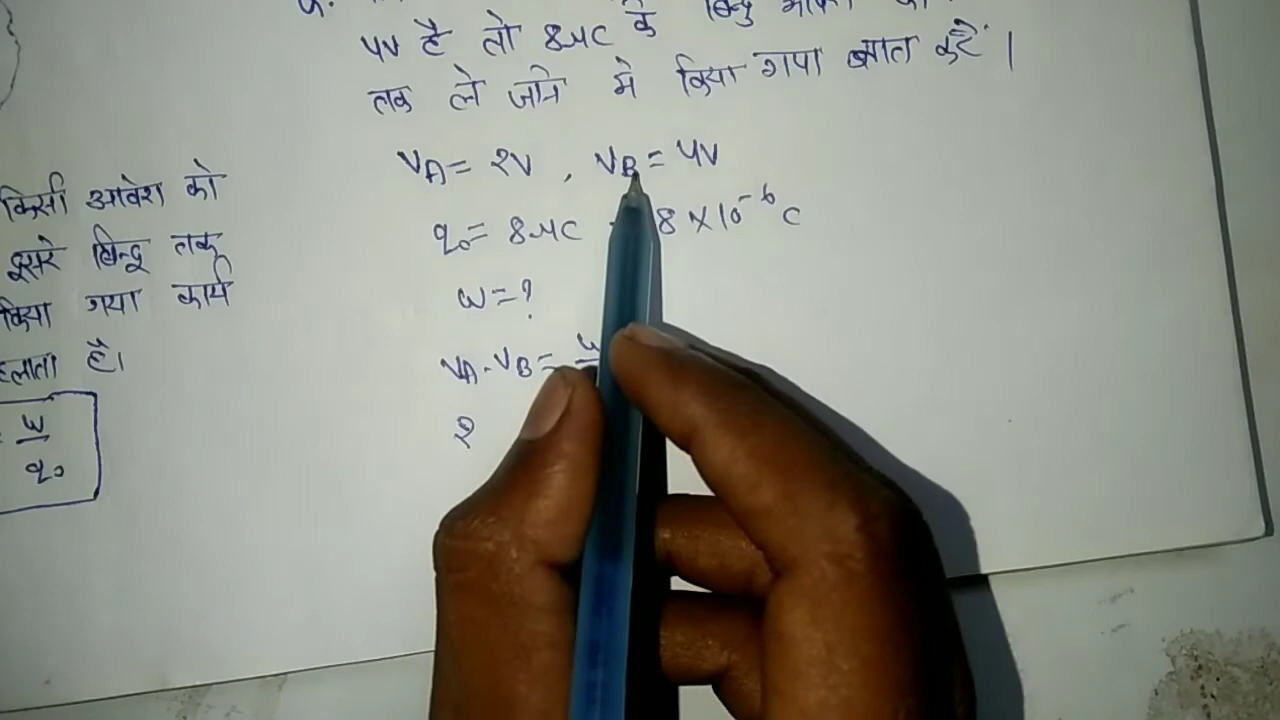 किसी आवेश को
दूसरे बिन्दु तक
किया गया कार्य
कहलाता है।
w
q₀
के बिन्दु
4V है तो 8μC
तक ले जाने मे किया गया ज्ञात करें।
VA = 2V , VB = 4V
q₀ = 8μC 8 × 10⁻⁶ C
w = ?
VA - VB = w
2